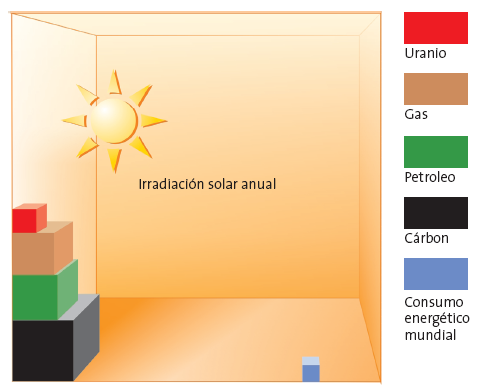 Irradiación solar anual
Uranio
Gas
Petroleo
Cárbon
Consumo
energético
mundial